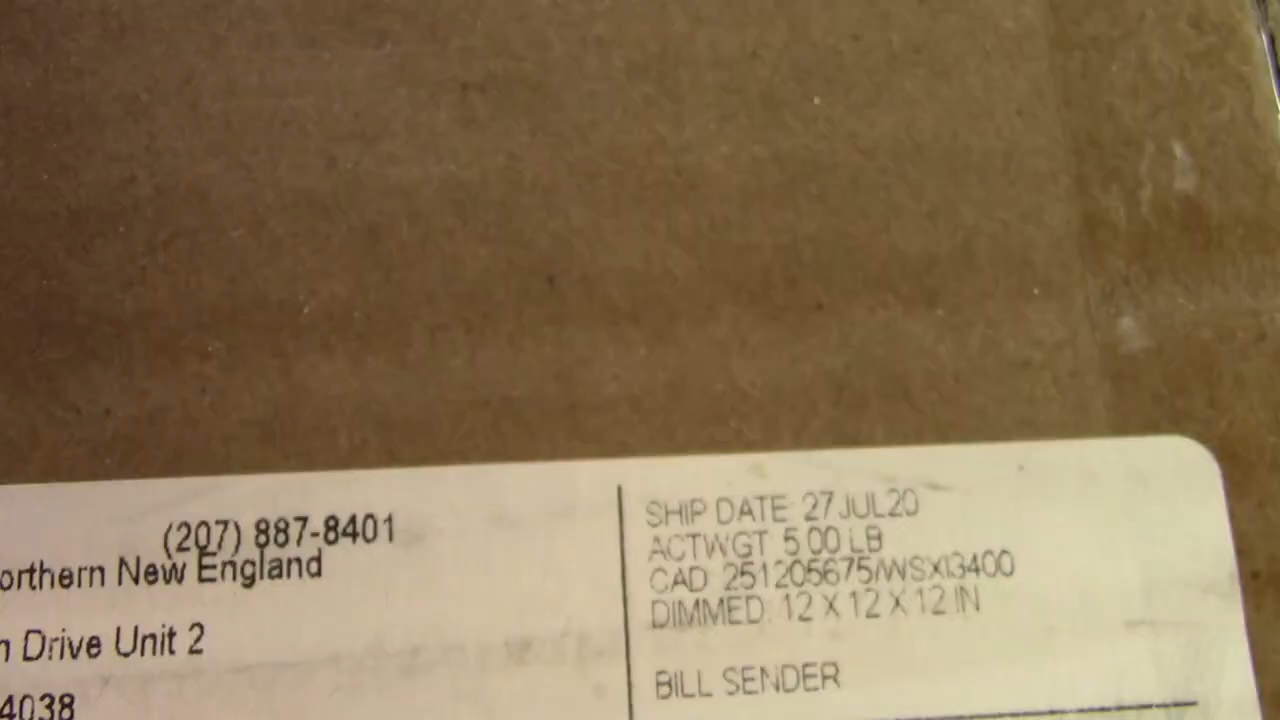 (207) 887-8401
orthern New England
n Drive Unit 2
4038
SHIP DATE: 27JUL20
ACTWGT: 5.00 LB
CAD: 251205675/WSXI3400
DIMMED: 12 X 12 X 12 IN
BILL SENDER